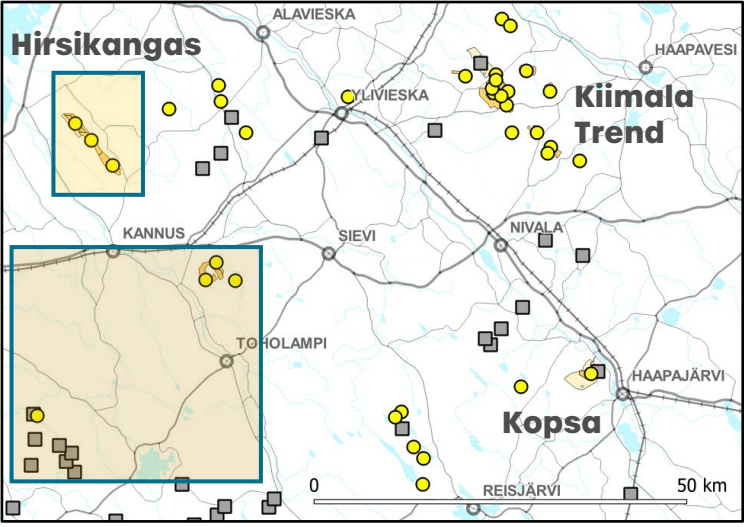 ALAVIESKA
Hirsikangas
HAAPAVESI
YLIVIESKA
Kiimala
Trend
KANNUS
SIEVI
NIVALA
TOHOLAMPI
HAAPAJÄRVI
Kopsa
0
50 km
REISJÄRVI